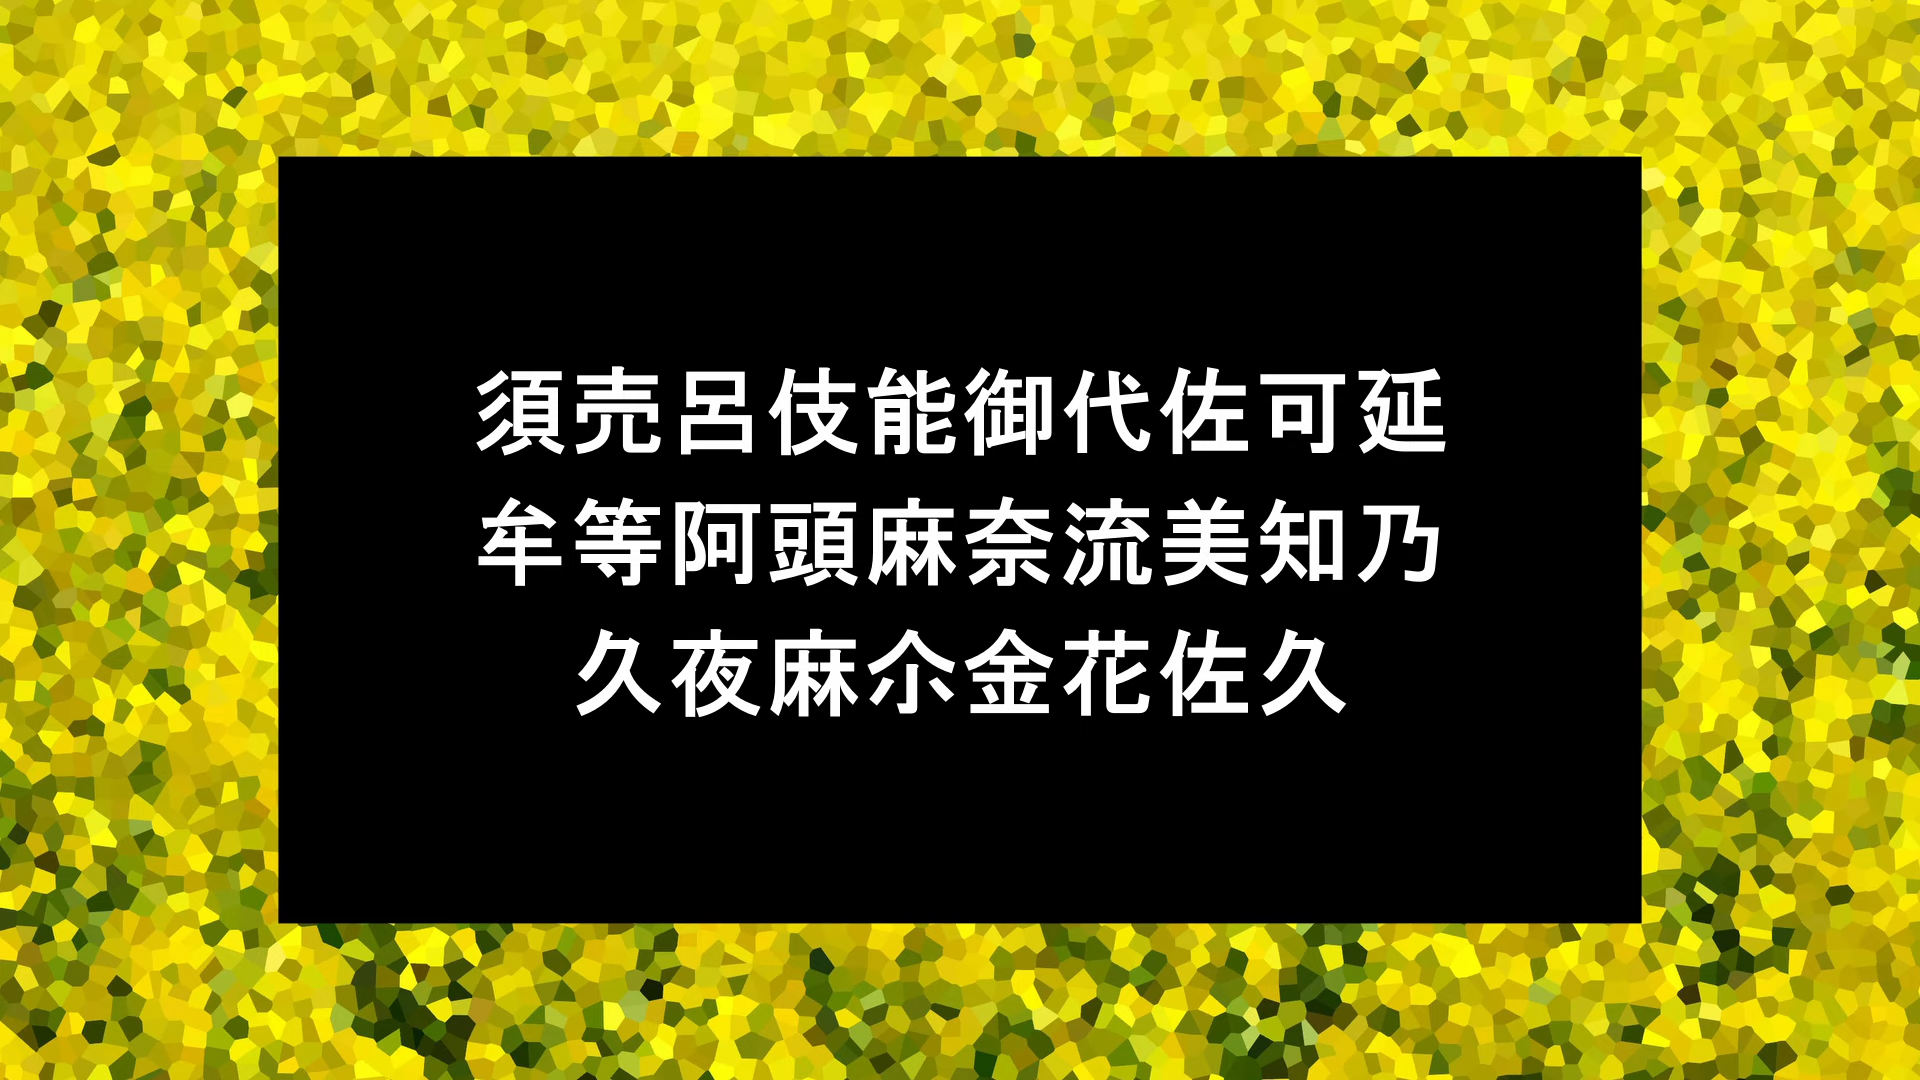 須売呂伎能御代佐可延
牟等阿頭麻奈流美知乃
久夜麻尒金花佐久